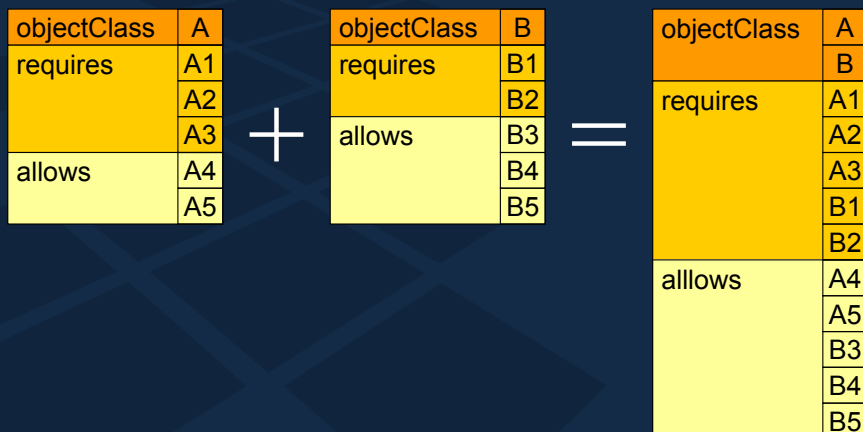 objectClass A
requires A1
A2
A3
allows A4
A5
+
objectClass B
requires B1
B2
allows B3
B4
B5
=
objectClass A
B
requires A1
A2
A3
B1
B2
alllows A4
A5
B3
B4
B5